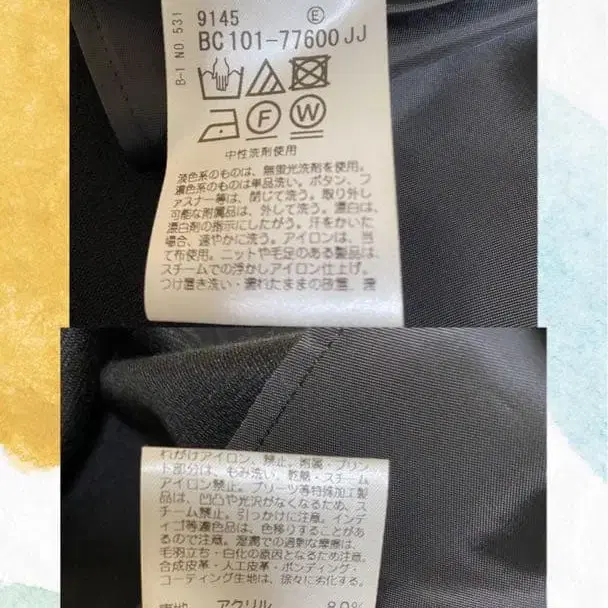 B-1 NO 531
9145 Ⓔ
BC101-77600JJ
Ⓕ Ⓦ
中性洗剤使用
淡色系のものは、無蛍光洗剤を使用。
濃色系のものは単品洗い。ボタン、フ
ァスナー等は、閉じて洗う。取り外し
可能な附属品は、外して洗う。漂白は、
漂白剤の指示にしたがう。汗をかいた
場合、速やかに洗う。アイロンは、当
て布使用。ニットや毛足のある製品は、
スチームでの浮かしアイロン仕上げ。
つけ置き洗い・濡れたままの放置、直
れがけアイロン、禁止。附属・プリン
ト部分は、もみ洗い、乾熱・スチーム
アイロン禁止。プリーツ等特殊加工製
品は、凹凸や光沢がなくなるため、ス
チーム禁止。引っかけに注意。インデ
ィゴ等濃色品は、色移りすることがあ
るので注意。湿潤での過剰な摩擦は、
毛羽立ち・白化の原因となるため注意。
合成皮革・人工皮革・ボンディング・
コーティング生地は、徐々に劣化する。
表地 アクリル 80%